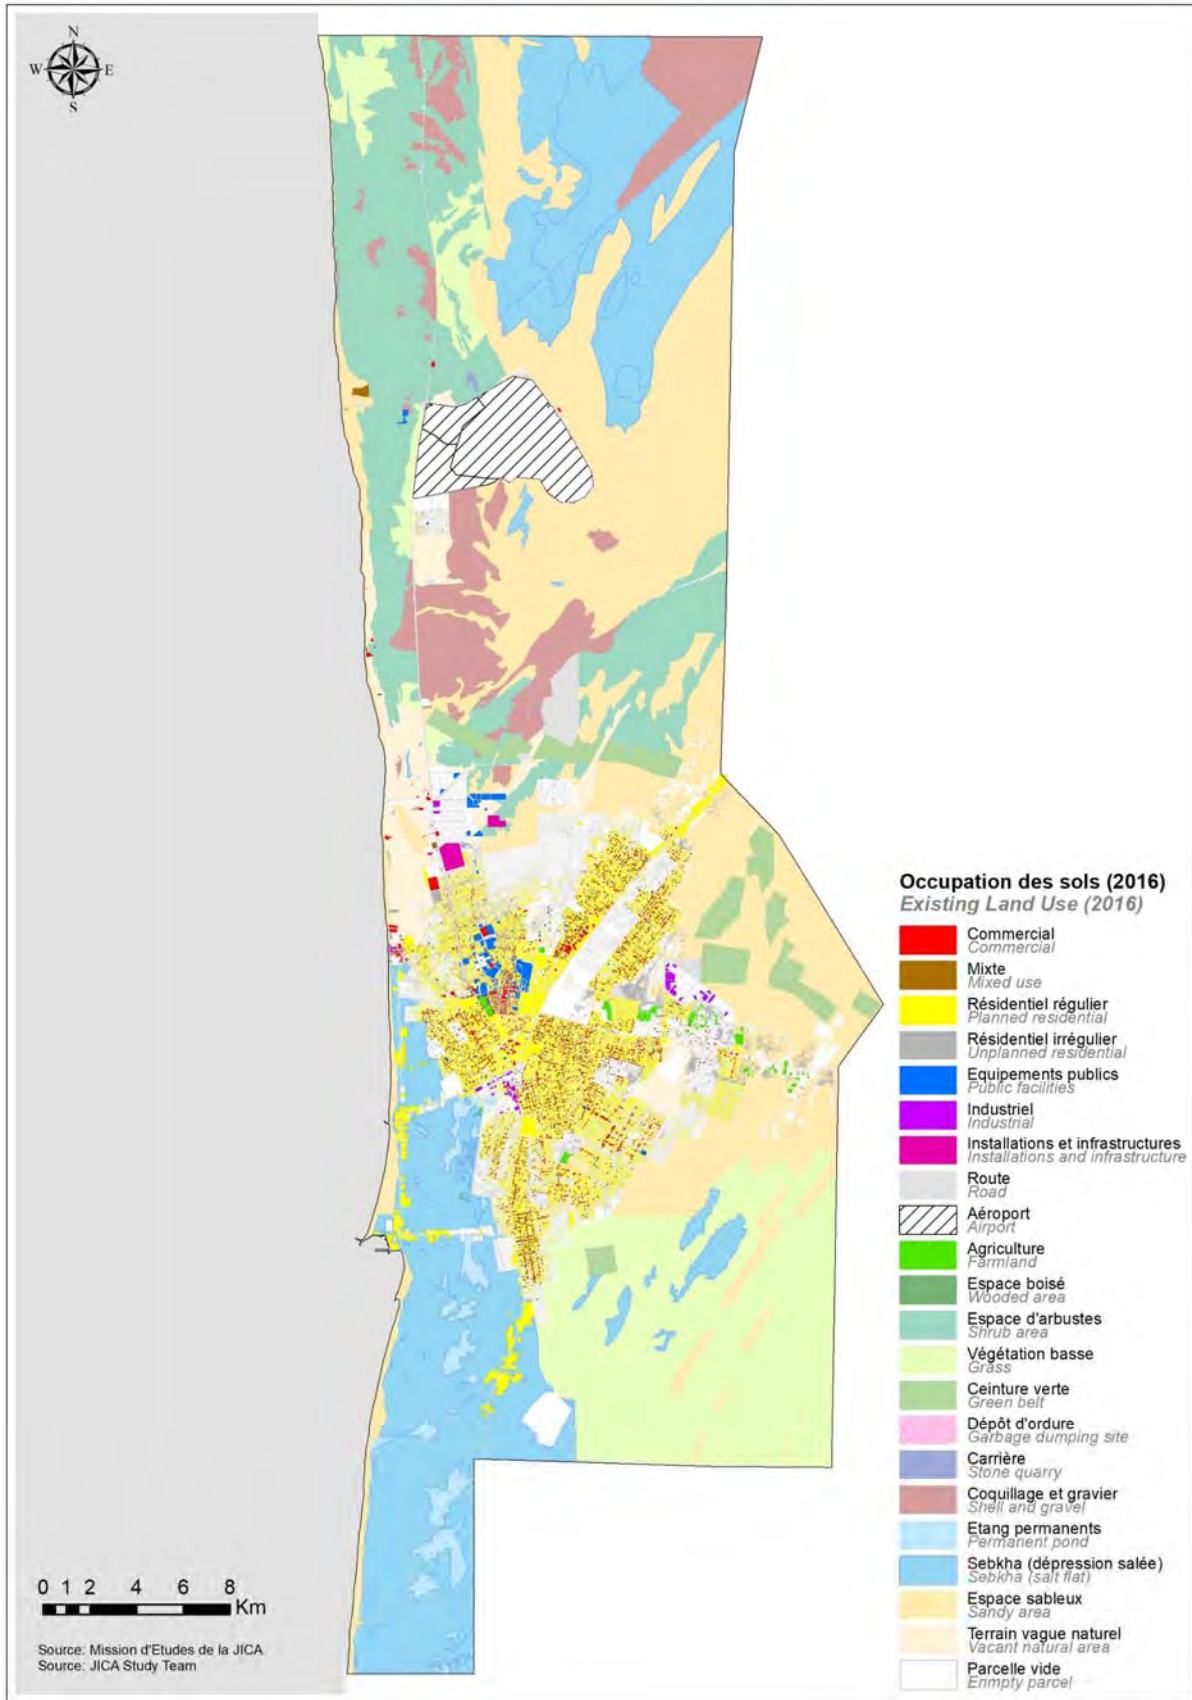 N
W
E
S
Occupation des sols (2016)
Existing Land Use (2016)
Commercial
Commercial
Mixte
Mixed use
Résidentiel régulier
Planned residential
Résidentiel irrégulier
Unplanned residential
Equipements publics
Public facilities
Industriel
Industrial
Installations et infrastructures
Installations and infrastructure
Route
Road
Aéroport
Airport
Agriculture
Farmland
Espace boisé
Wooded area
Espace d'arbustes
Shrub area
Végétation basse
Grass
Ceinture verte
Green belt
Dépôt d'ordure
Garbage dumping site
Carrière
Stone quarry
Coquillage et gravier
Shell and gravel
Etang permanents
Permanent pond
Sebkha (dépression salée)
Sebkha (salt flat)
Espace sableux
Sandy area
Terrain vague naturel
Vacant natural area
Parcelle vide
Enmpty parcel
0 1 2 4 6 8
Km
Source: Mission d'Etudes de la JICA
Source: JICA Study Team